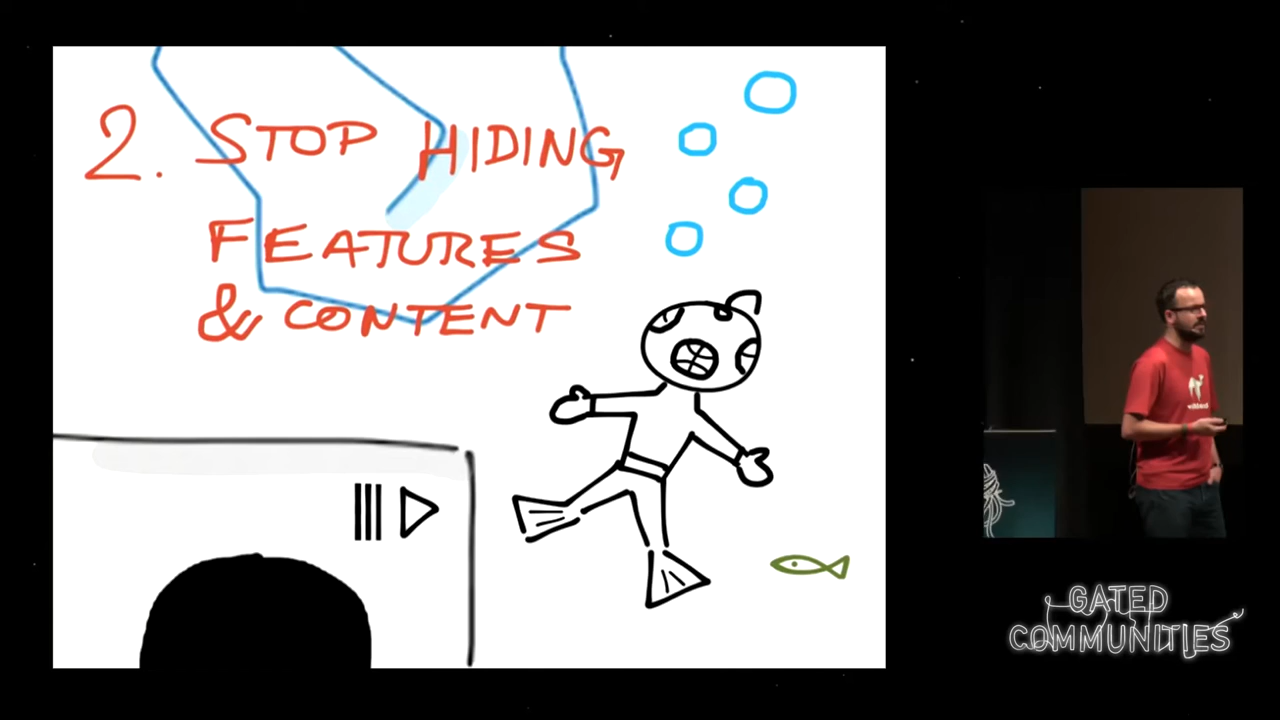 2. STOP HIDING
FEATURES
& CONTENT
GATED
COMMUNITIES